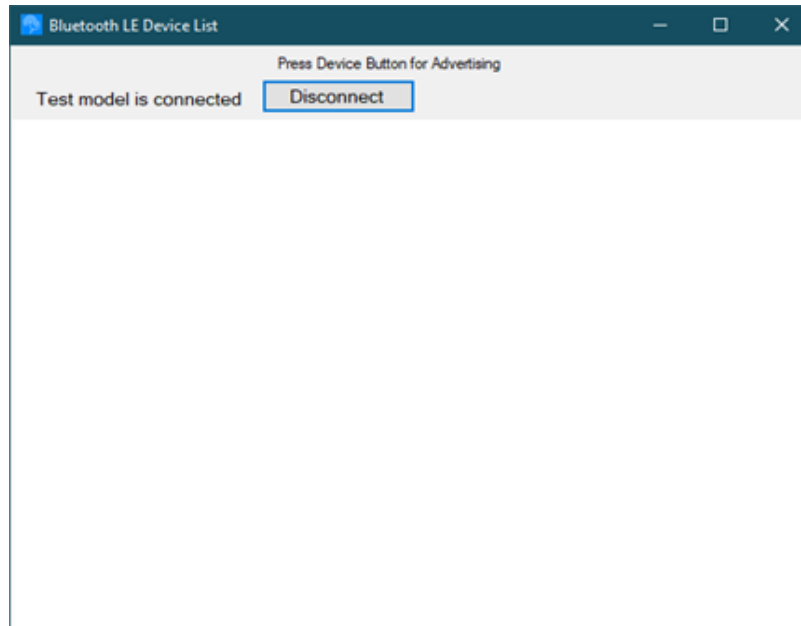 Bluetooth LE Device List
Press Device Button for Advertising
Test model is connected
Disconnect